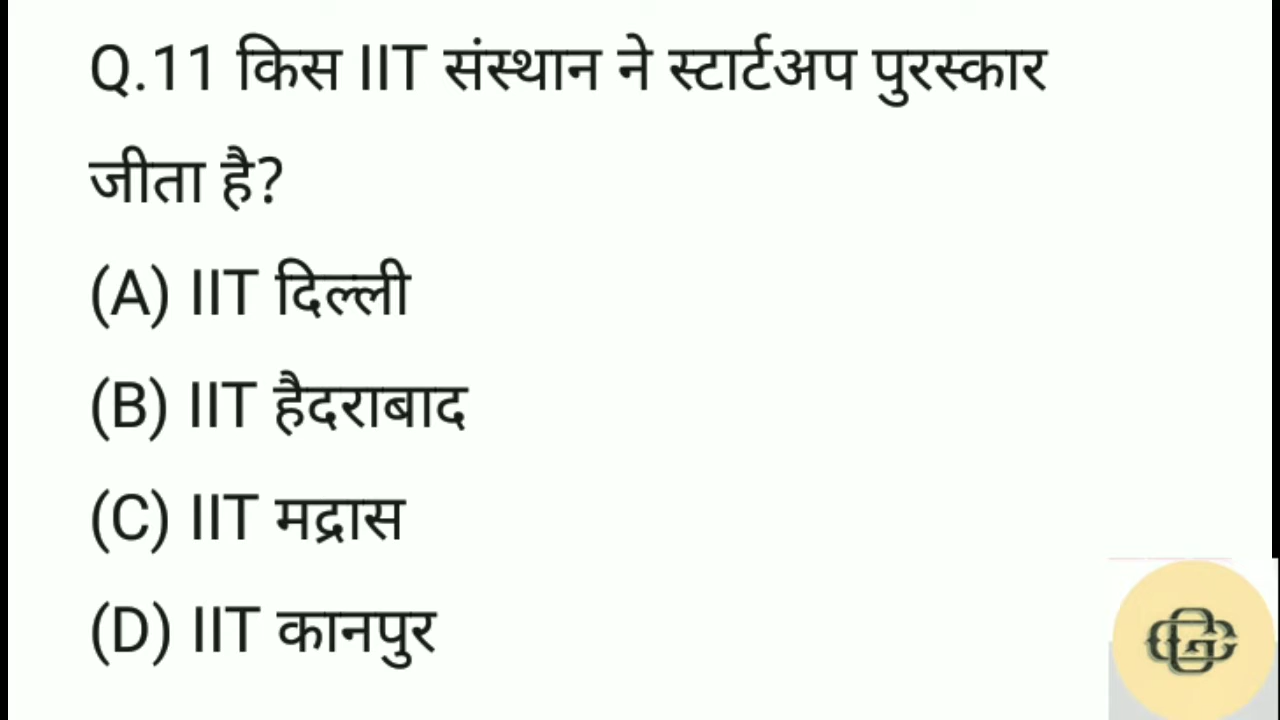 Q.11 किस IIT संस्थान ने स्टार्टअप पुरस्कार
जीता है?
(A) IIT दिल्ली
(B) IIT हैदराबाद
(C) IIT मद्रास
(D) IIT कानपुर